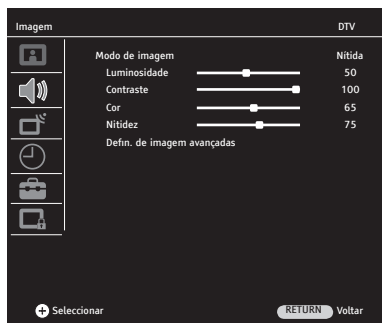 Imagem DTV
Modo de imagem Nítida
Luminosidade 50
Contraste 100
Cor 65
Nitidez 75
Defin. de imagem avançadas
Seleccionar RETURN Voltar